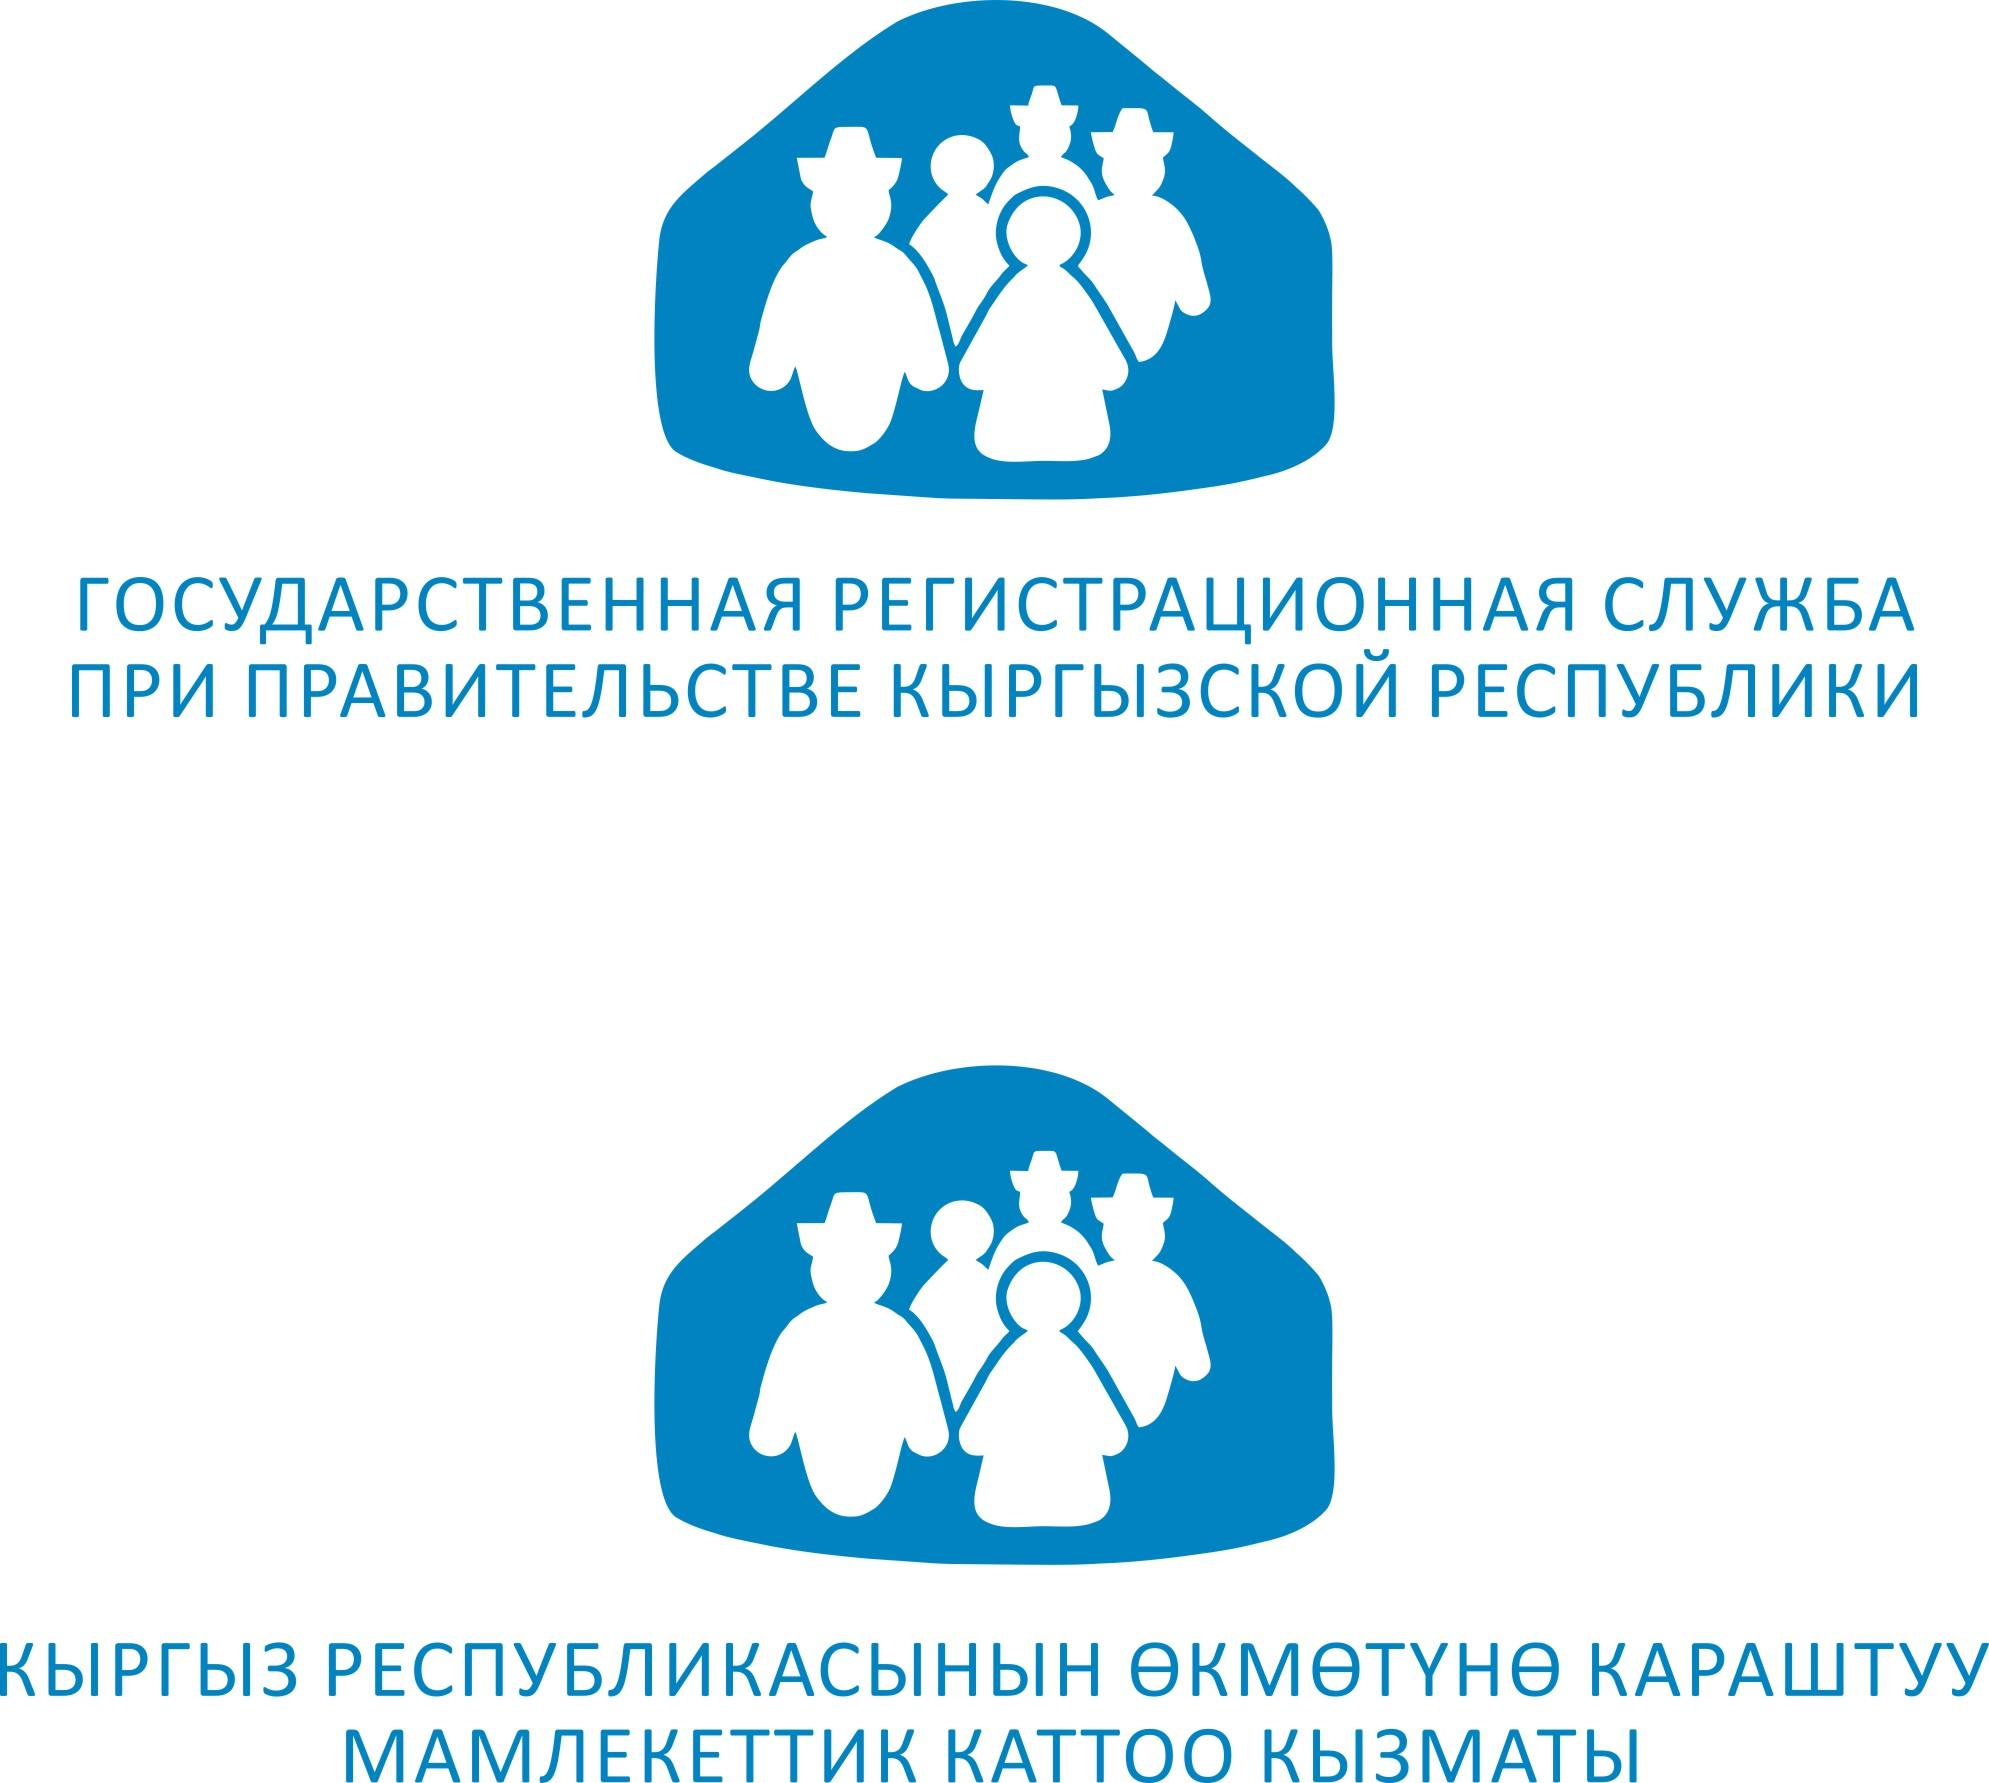 ГОСУДАРСТВЕННАЯ РЕГИСТРАЦИОННАЯ СЛУЖБА
ПРИ ПРАВИТЕЛЬСТВЕ КЫРГЫЗСКОЙ РЕСПУБЛИКИ
КЫРГЫЗ РЕСПУБЛИКАСЫНЫН ӨКМӨТҮНӨ КАРАШТУУ
МАМЛЕКЕТТИК КАТТОО КЫЗМАТЫ